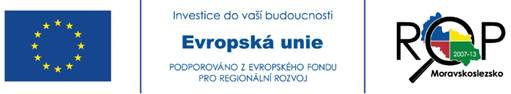 Investice do vaší budoucnosti
Evropská unie
PODPOROVÁNO Z EVROPSKÉHO FONDU
PRO REGIONÁLNÍ ROZVOJ
ROP
2007-13
Moravskoslezsko